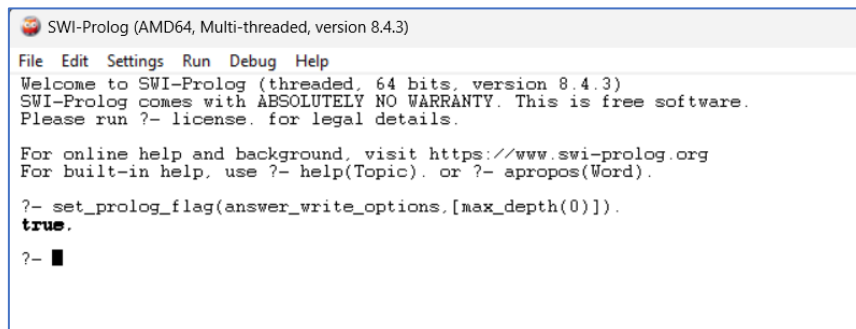 SWI-Prolog (AMD64, Multi-threaded, version 8.4.3)
File Edit Settings Run Debug Help
Welcome to SWI-Prolog (threaded, 64 bits, version 8.4.3)
SWI-Prolog comes with ABSOLUTELY NO WARRANTY. This is free software.
Please run ?- license. for legal details.
For online help and background, visit https://www.swi-prolog.org
For built-in help, use ?- help(Topic). or ?- apropos(Word).
?- set_prolog_flag(answer_write_options,[max_depth(0)]).
true.
?-